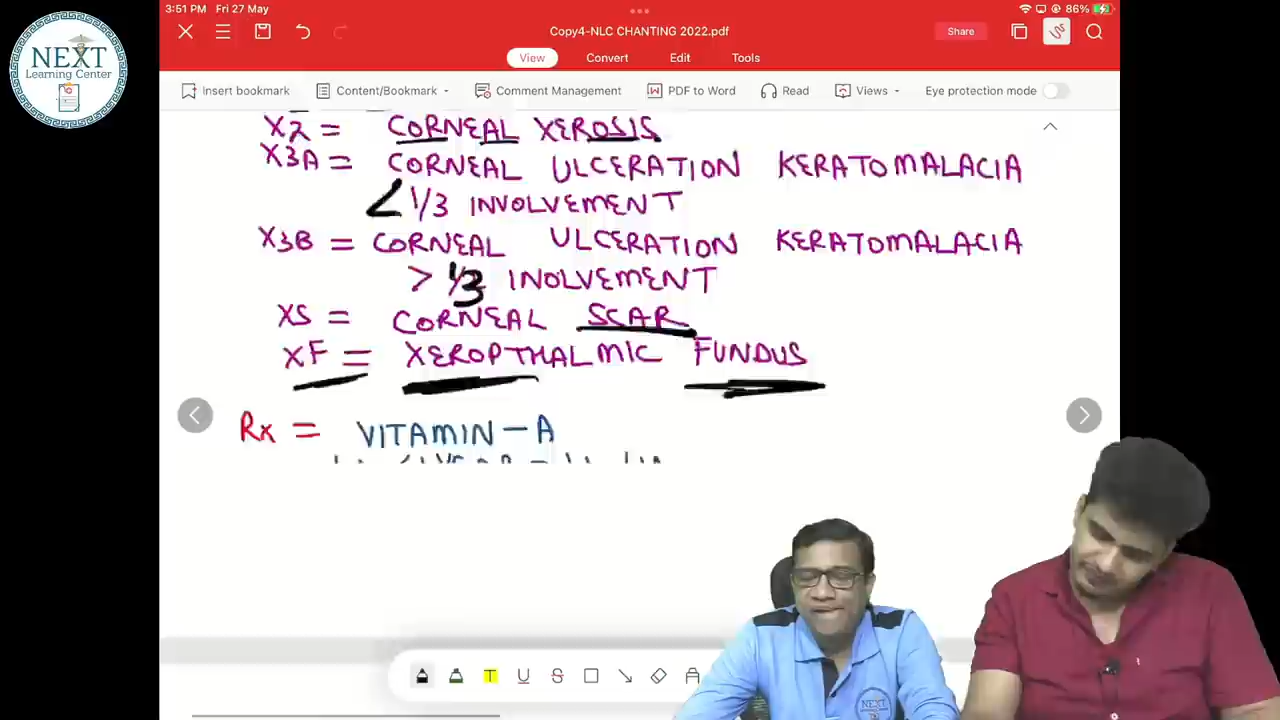 3:51 PM Fri 27 May
86%
Copy4-NLC CHANTING 2022.pdf
Share
View Convert Edit Tools
Insert bookmark Content/Bookmark Comment Management PDF to Word Read Views Eye protection mode
NEXT
Learning Center
X2 = CORNEAL XEROSIS
X3A = CORNEAL ULCERATION KERATOMALACIA
< 1/3 INVOLVEMENT
X3B = CORNEAL ULCERATION KERATOMALACIA
> 1/3 INOLVEMENT
XS = CORNEAL SCAR
XF = XEROPTHALMIC FUNDUS
Rx = VITAMIN-A
T U S
NEXT